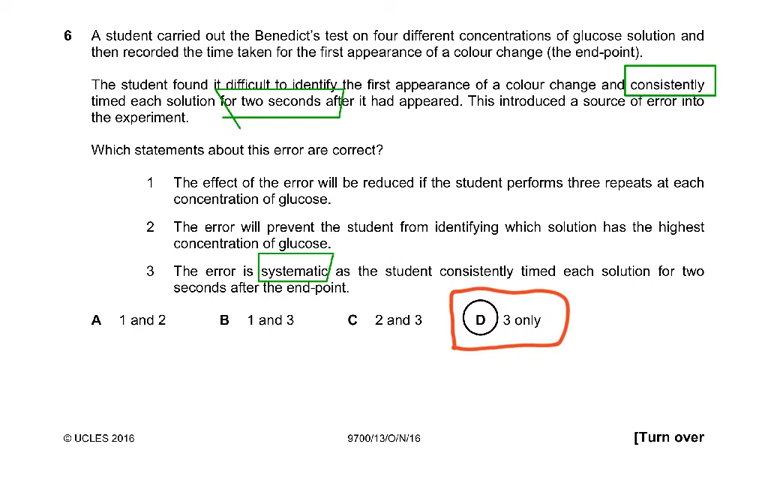 6 A student carried out the Benedict's test on four different concentrations of glucose solution and
then recorded the time taken for the first appearance of a colour change (the end-point).
The student found it difficult to identify the first appearance of a colour change and consistently
timed each solution for two seconds after it had appeared. This introduced a source of error into
the experiment.
Which statements about this error are correct?
1 The effect of the error will be reduced if the student performs three repeats at each
concentration of glucose.
2 The error will prevent the student from identifying which solution has the highest
concentration of glucose.
3 The error is systematic as the student consistently timed each solution for two
seconds after the end-point.
A 1 and 2 B 1 and 3 C 2 and 3 D 3 only
© UCLES 2016 9700/13/O/N/16 [Turn over